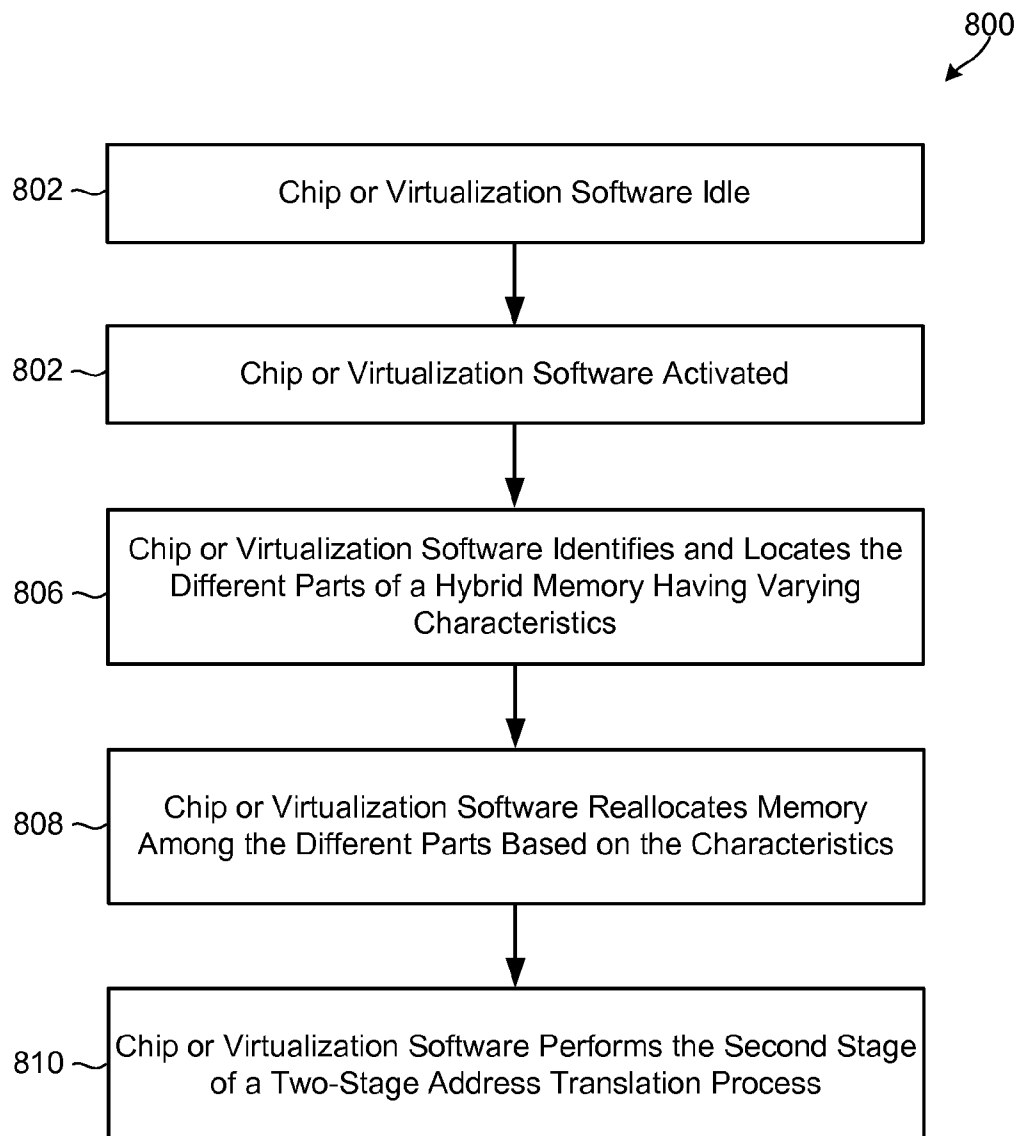 800
802
Chip or Virtualization Software Idle
802
Chip or Virtualization Software Activated
806
Chip or Virtualization Software Identifies and Locates the
Different Parts of a Hybrid Memory Having Varying
Characteristics
808
Chip or Virtualization Software Reallocates Memory
Among the Different Parts Based on the Characteristics
810
Chip or Virtualization Software Performs the Second Stage
of a Two-Stage Address Translation Process